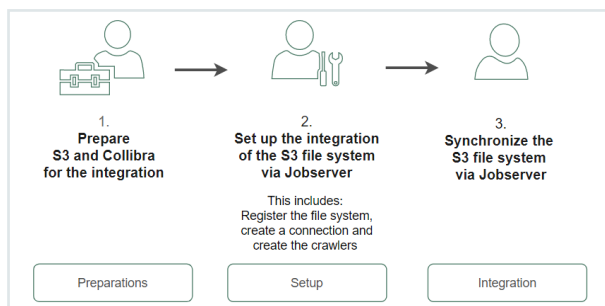 1.
Prepare
S3 and Collibra
for the integration
2.
Set up the integration
of the S3 file system
via Jobserver
This includes:
Register the file system,
create a connection and
create the crawlers
3.
Synchronize the
S3 file system
via Jobserver
Preparations
Setup
Integration